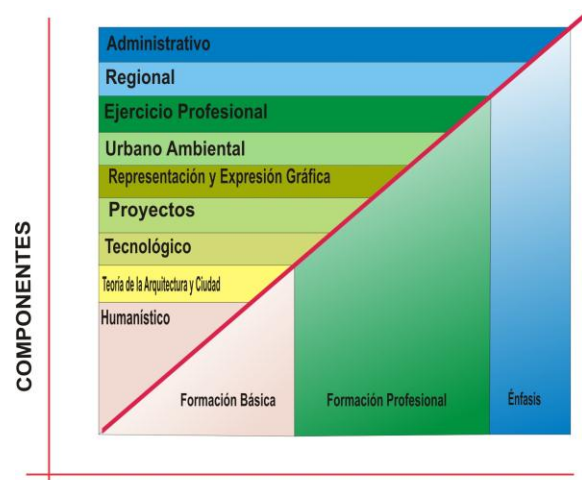 Administrativo
Regional
Ejercicio Profesional
Urbano Ambiental
Representación y Expresión Gráfica
Proyectos
Tecnológico
Teoría de la Arquitectura y Ciudad
Humanístico
COMPONENTES
Formación Básica
Formación Profesional
Énfasis